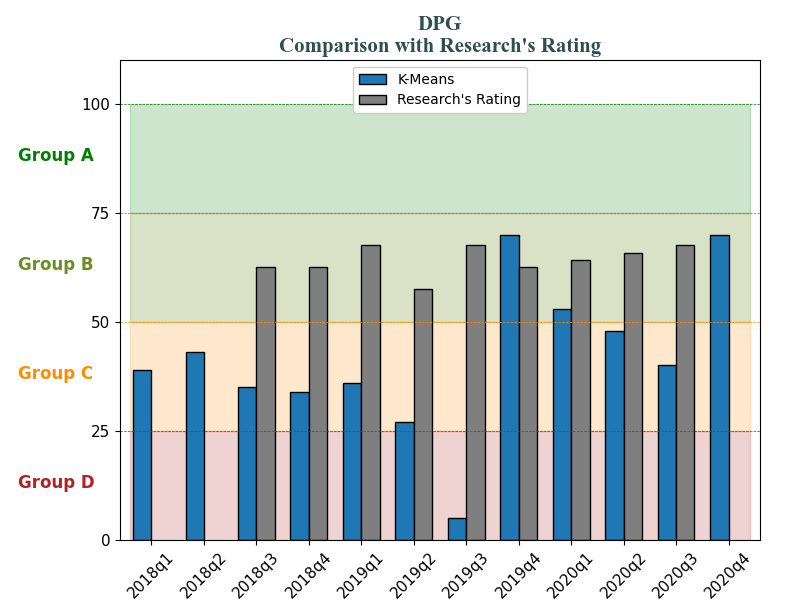 DPG
Comparison with Research's Rating
K-Means
Research's Rating
100
Group A
75
Group B
50
Group C
25
Group D
0
2018q1
2018q2
2018q3
2018q4
2019q1
2019q2
2019q3
2019q4
2020q1
2020q2
2020q3
2020q4